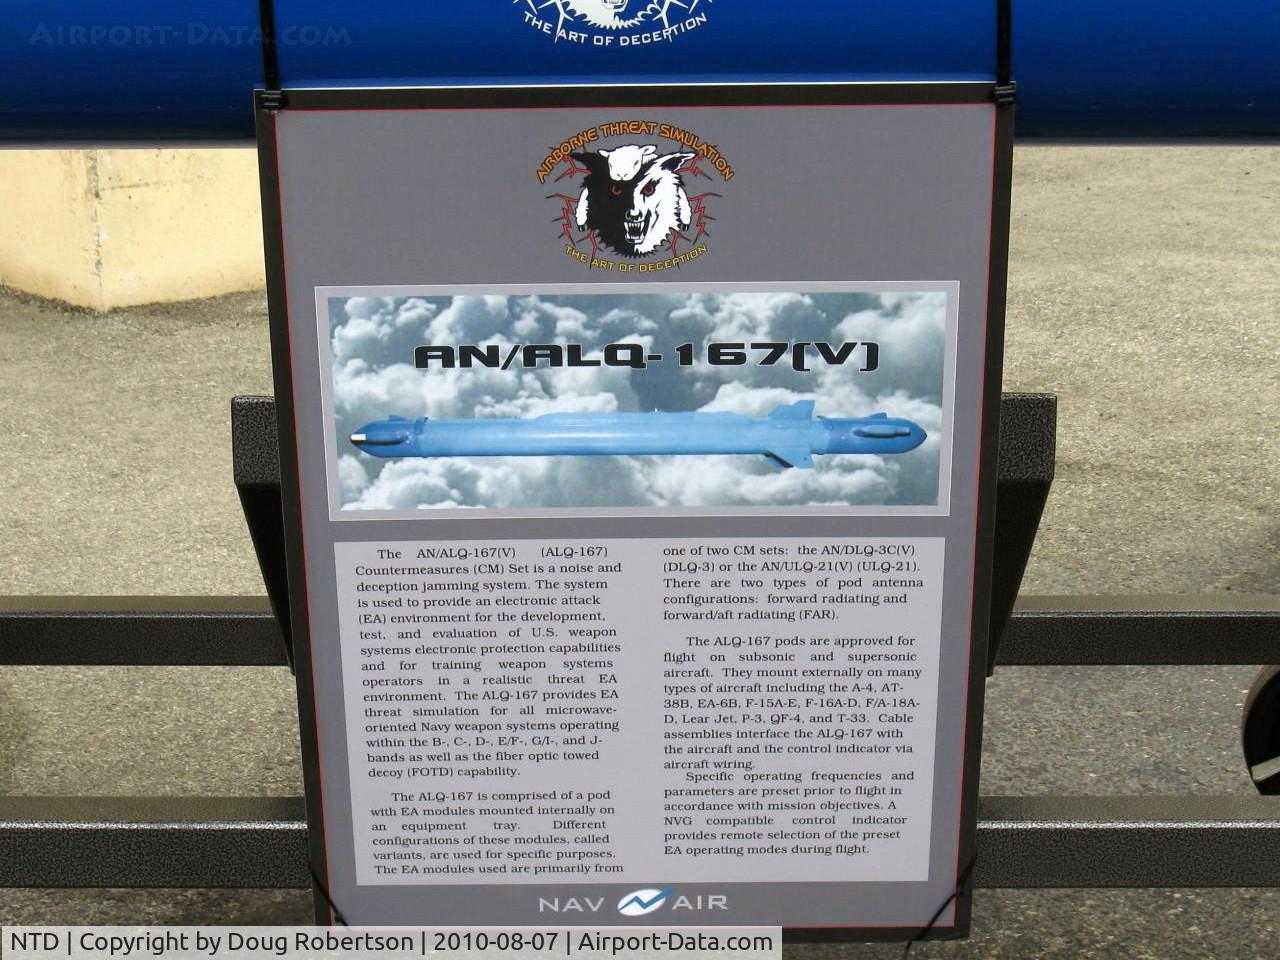 Airport-Data.com
THE ART OF DECEPTION
AIRBORNE THREAT SIMULATION
THE ART OF DECEPTION
AN/ALQ-167(V)
The AN/ALQ-167(V) (ALQ-167)
Countermeasures (CM) Set is a noise and
deception jamming system. The system
is used to provide an electronic attack
(EA) environment for the development,
test, and evaluation of U.S. weapon
systems electronic protection capabilities
and for training weapon systems
operators in a realistic threat EA
environment. The ALQ-167 provides EA
threat simulation for all microwave-
oriented Navy weapon systems operating
within the B-, C-, D-, E/F-, G/I-, and J-
bands as well as the fiber optic towed
decoy (FOTD) capability.
The ALQ-167 is comprised of a pod
with EA modules mounted internally on
an equipment tray. Different
configurations of these modules, called
variants, are used for specific purposes.
The EA modules used are primarily from
one of two CM sets: the AN/DLQ-3C(V)
(DLQ-3) or the AN/ULQ-21(V) (ULQ-21).
There are two types of pod antenna
configurations: forward radiating and
forward/aft radiating (FAR).
The ALQ-167 pods are approved for
flight on subsonic and supersonic
aircraft. They mount externally on many
types of aircraft including the A-4, AT-
38B, EA-6B, F-15A-E, F-16A-D, F/A-18A-
D, Lear Jet, P-3, QF-4, and T-33. Cable
assemblies interface the ALQ-167 with
the aircraft and the control indicator via
aircraft wiring.
Specific operating frequencies and
parameters are preset prior to flight in
accordance with mission objectives. A
NVG compatible control indicator
provides remote selection of the preset
EA operating modes during flight.
NAV AIR
NTD | Copyright by Doug Robertson | 2010-08-07 | Airport-Data.com